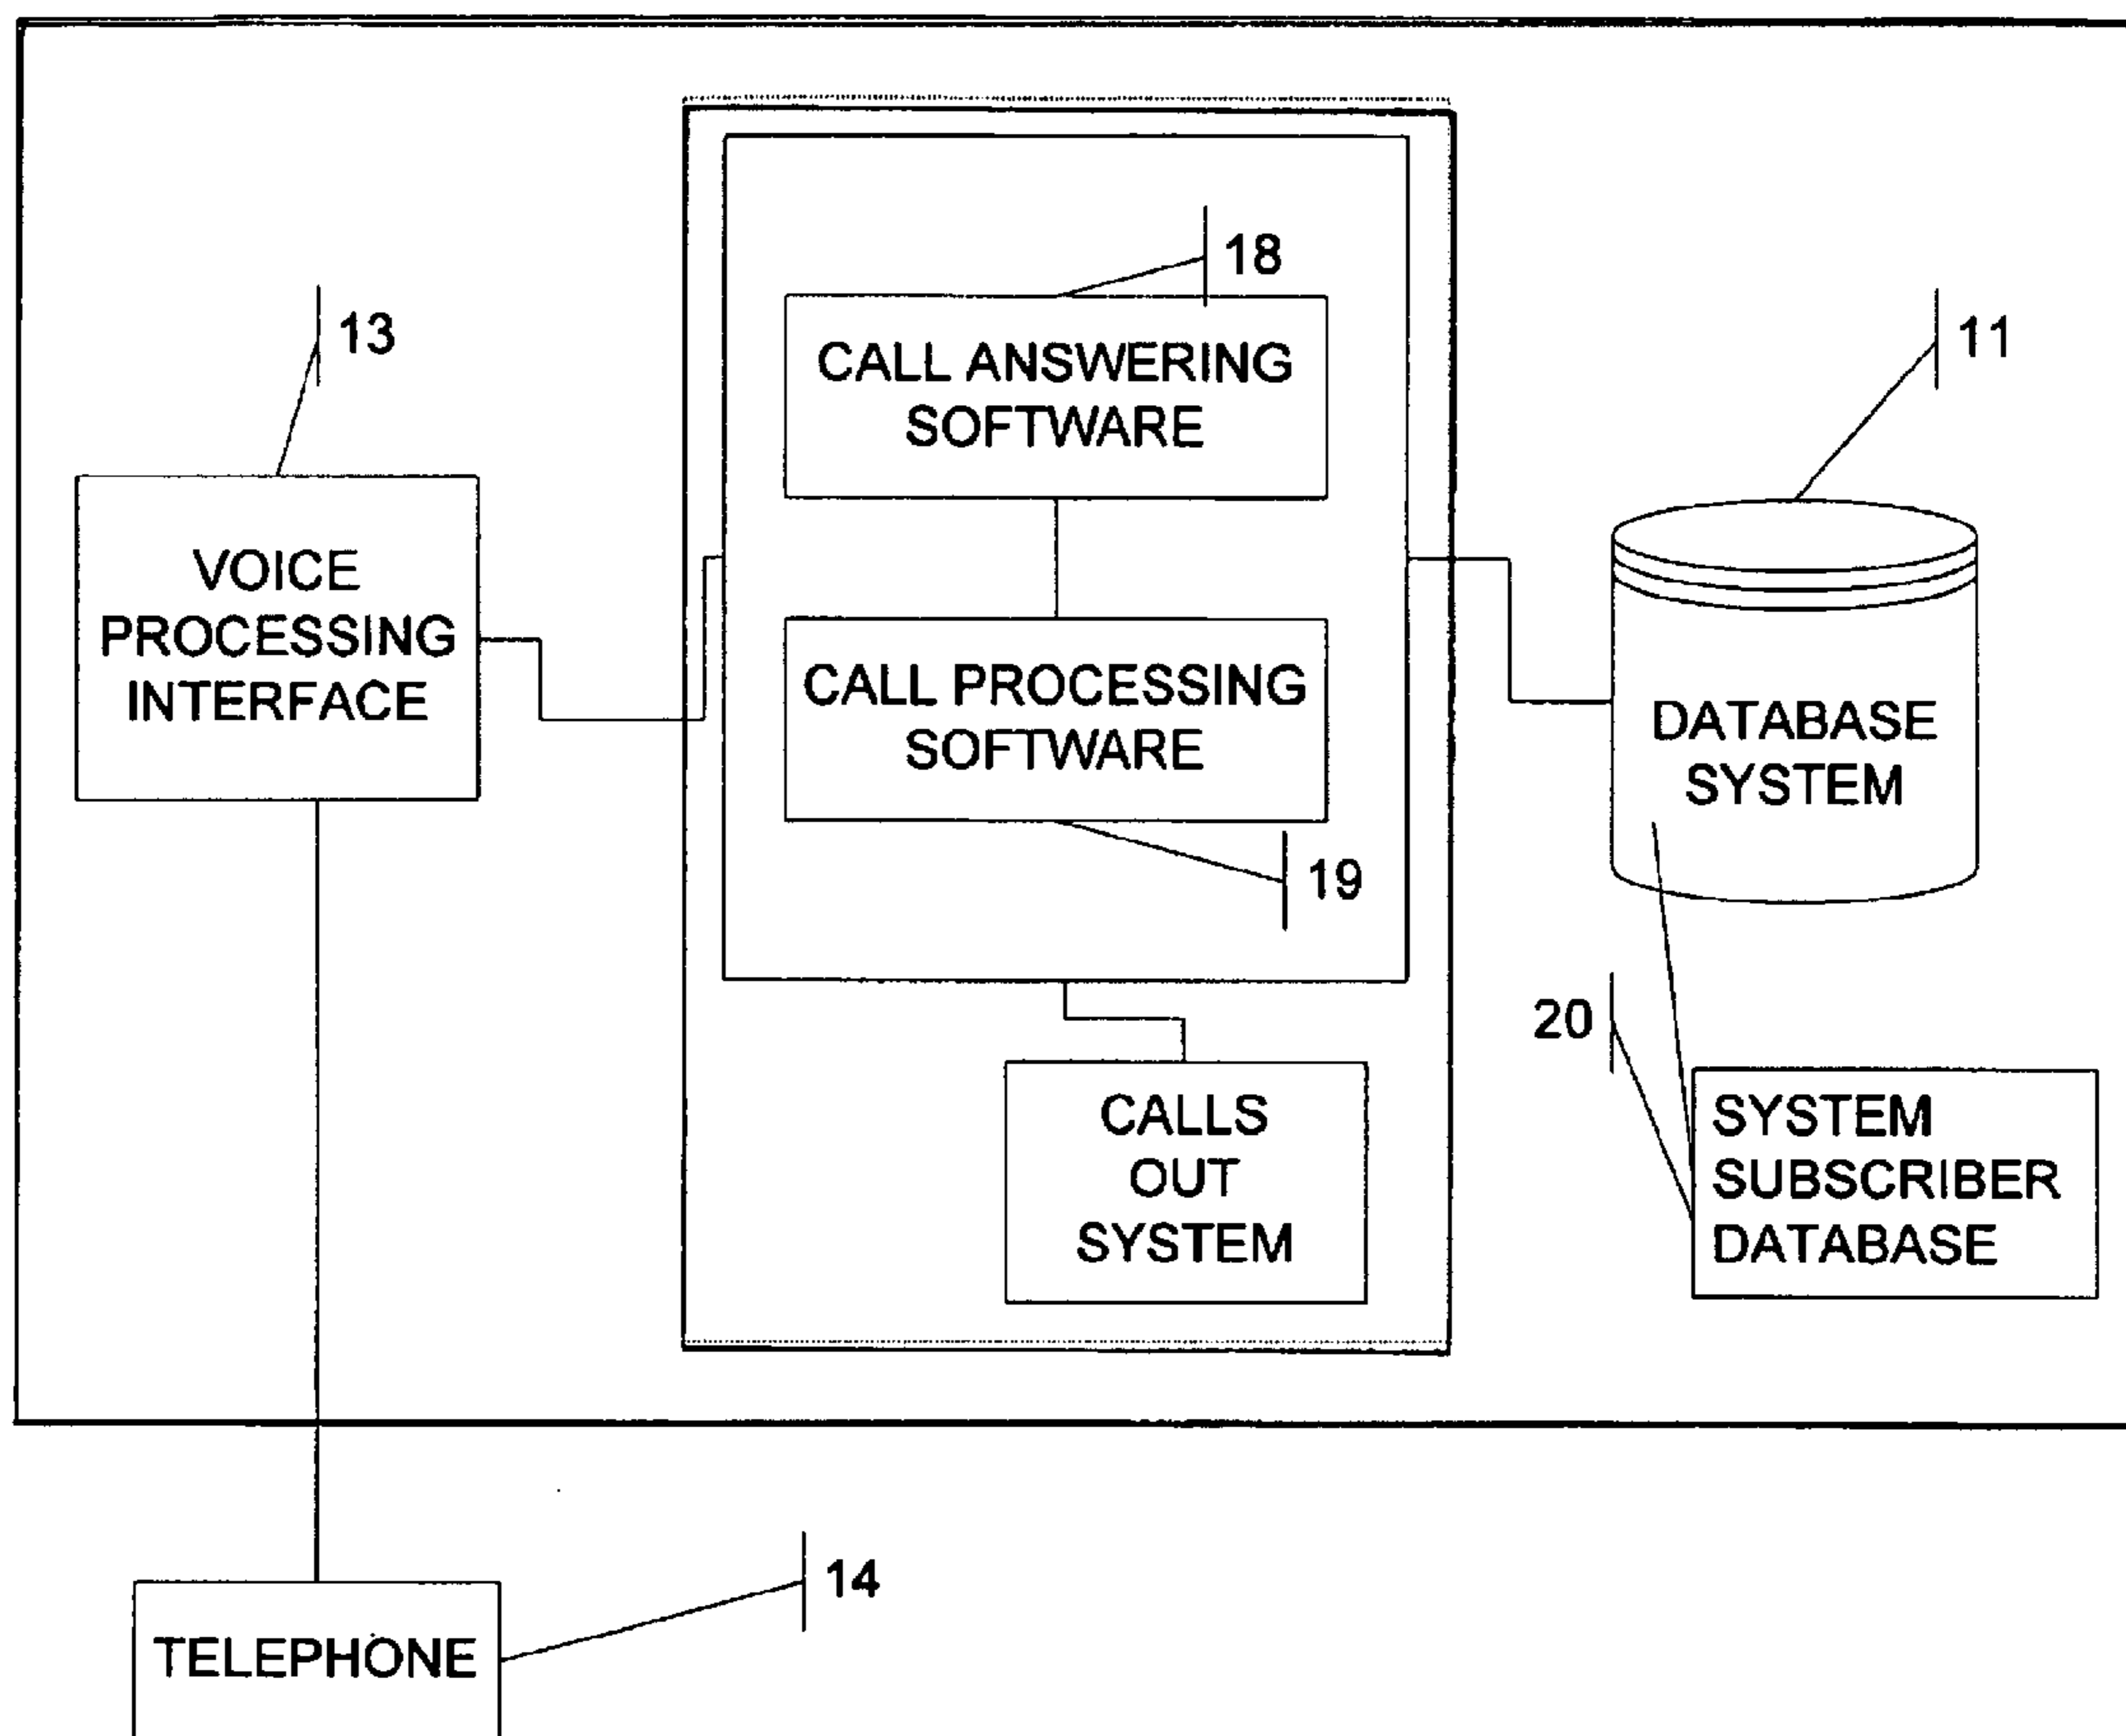 18
13
11
CALL ANSWERING
SOFTWARE
VOICE
PROCESSING
INTERFACE
CALL PROCESSING
SOFTWARE
DATABASE
SYSTEM
19
20
CALLS
OUT
SYSTEM
SYSTEM
SUBSCRIBER
DATABASE
14
TELEPHONE